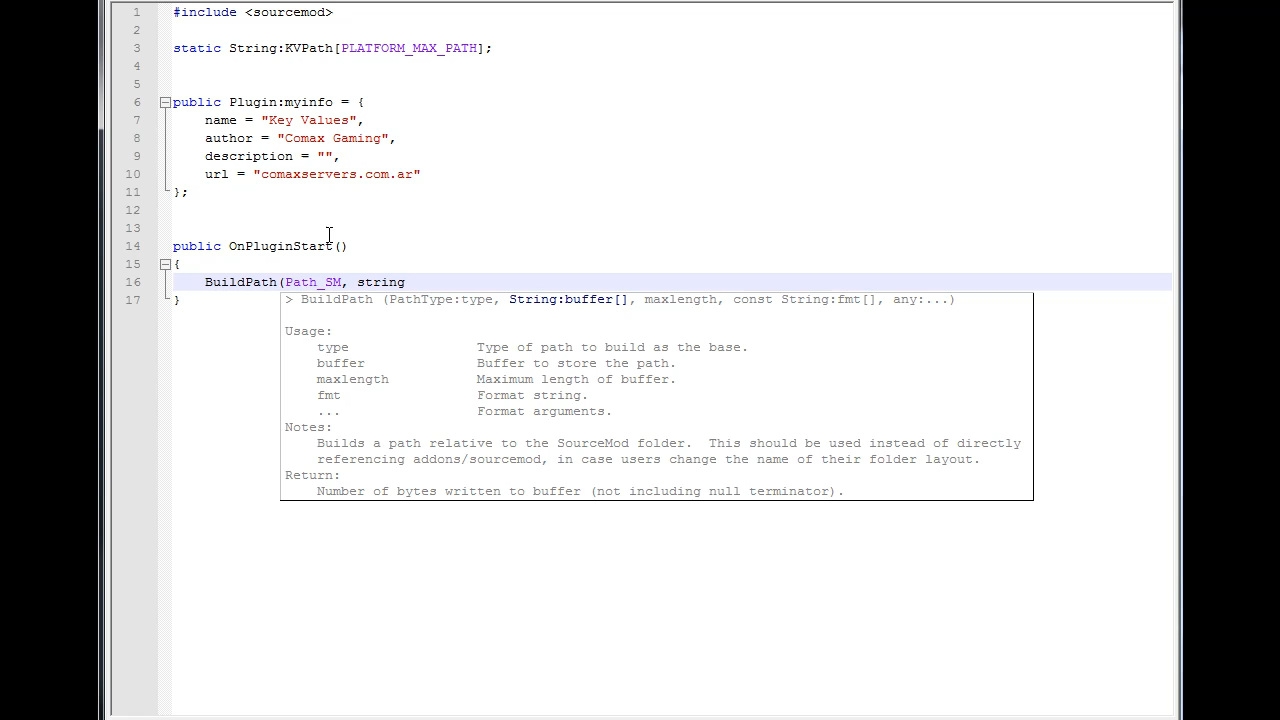 1 #include <sourcemod>
2
3 static String:KVPath[PLATFORM_MAX_PATH];
4
5
6 public Plugin:myinfo = {
7 name = "Key Values",
8 author = "Comax Gaming",
9 description = "",
10 url = "comaxservers.com.ar"
11 };
12
13
14 public OnPluginStart()
15 {
16 BuildPath(Path_SM, string
17 }
> BuildPath (PathType:type, String:buffer[], maxlength, const String:fmt[], any:...)
Usage:
type Type of path to build as the base.
buffer Buffer to store the path.
maxlength Maximum length of buffer.
fmt Format string.
... Format arguments.
Notes:
Builds a path relative to the SourceMod folder. This should be used instead of directly
referencing addons/sourcemod, in case users change the name of their folder layout.
Return:
Number of bytes written to buffer (not including null terminator).